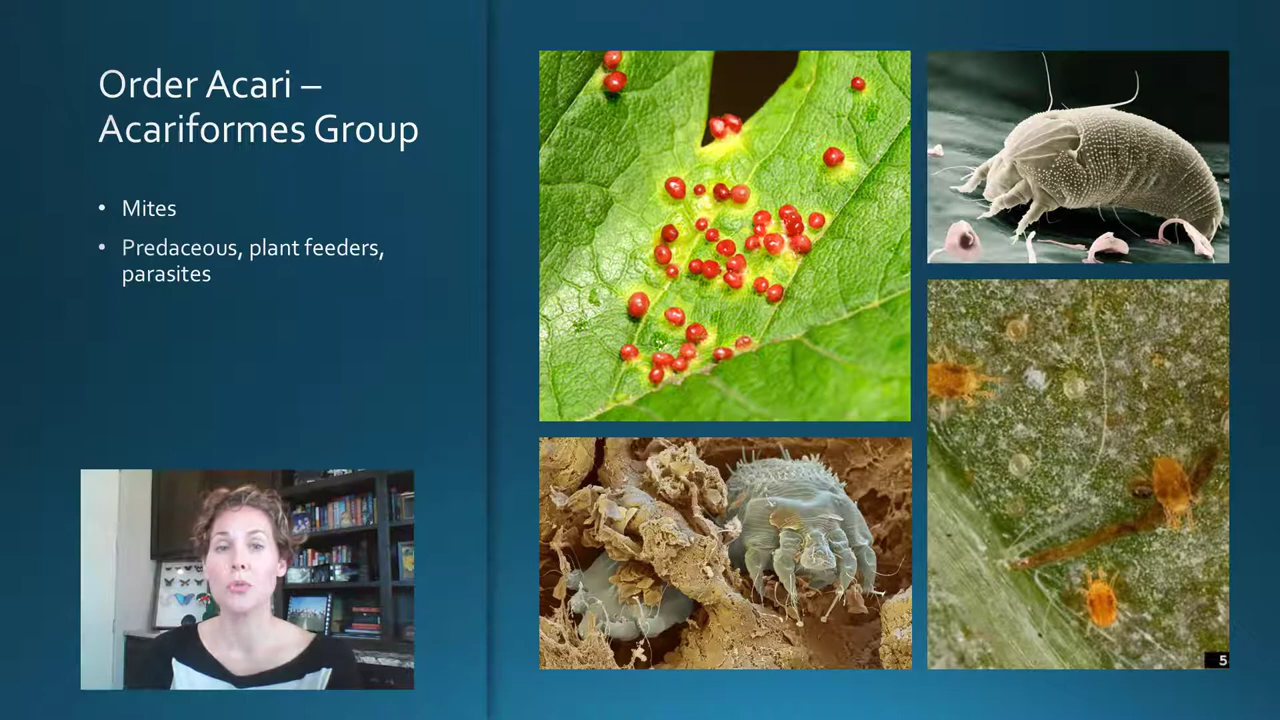 Order Acari –
Acariformes Group
• Mites
• Predaceous, plant feeders,
parasites
5